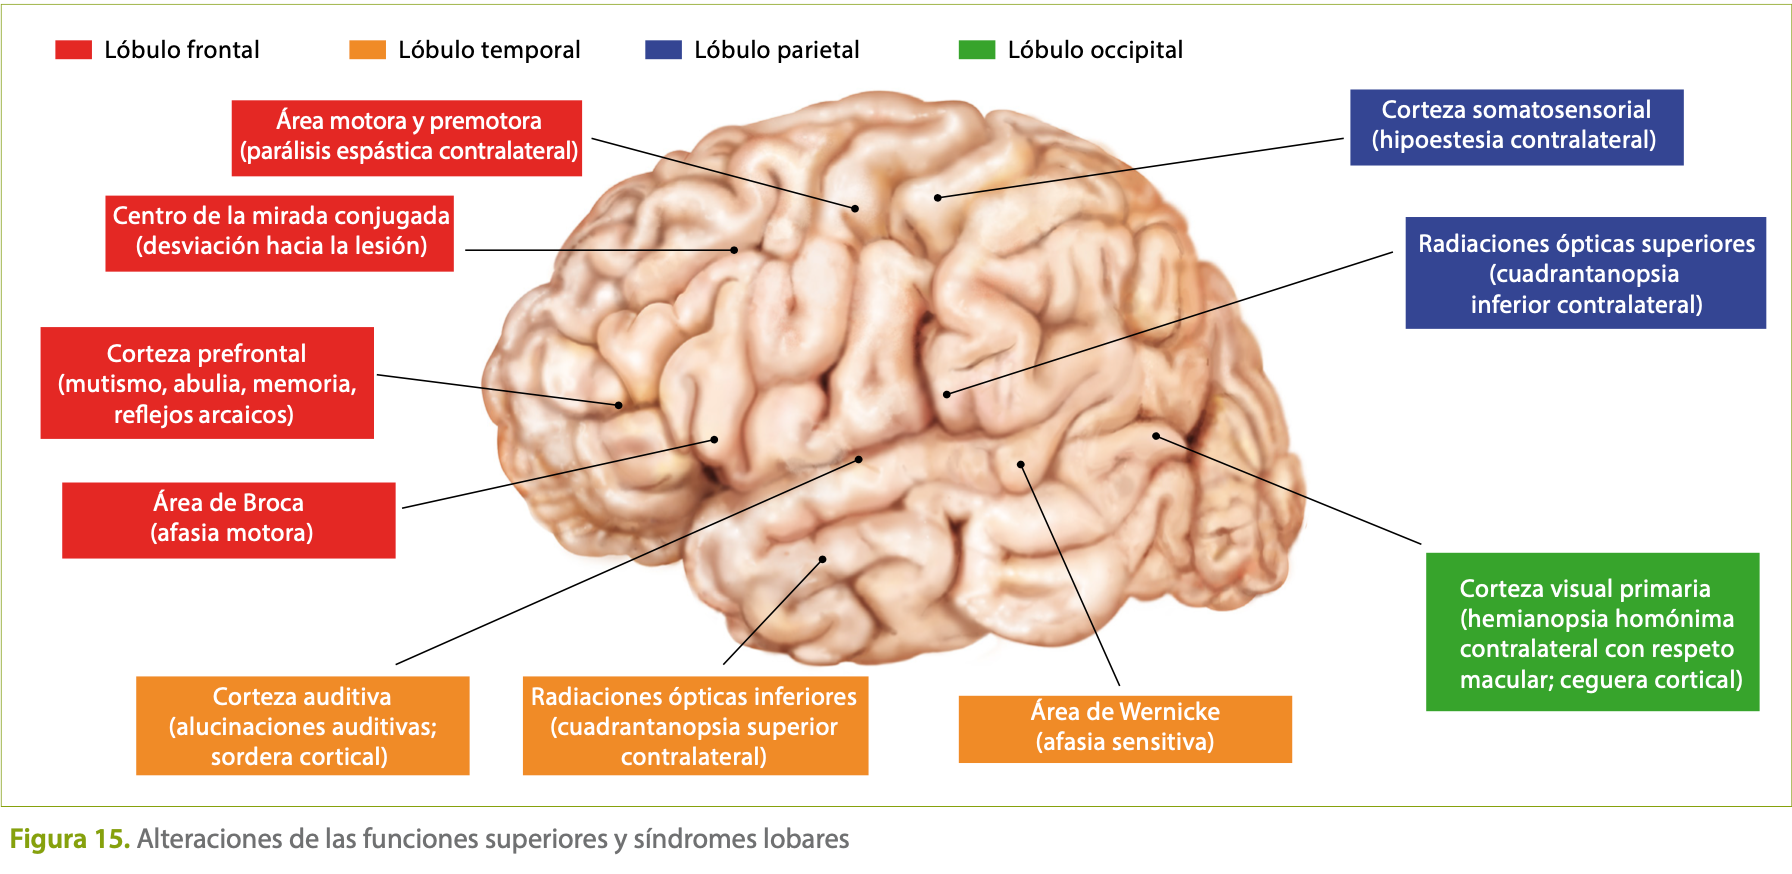 Lóbulo frontal
Lóbulo temporal
Lóbulo parietal
Lóbulo occipital
Área motora y premotora
(parálisis espástica contralateral)
Centro de la mirada conjugada
(desviación hacia la lesión)
Corteza prefrontal
(mutismo, abulia, memoria,
reflejos arcaicos)
Área de Broca
(afasia motora)
Corteza somatosensorial
(hipoestesia contralateral)
Radiaciones ópticas superiores
(cuadrantanopsia
inferior contralateral)
Corteza visual primaria
(hemianopsia homónima
contralateral con respeto
macular; ceguera cortical)
Corteza auditiva
(alucinaciones auditivas;
sordera cortical)
Radiaciones ópticas inferiores
(cuadrantanopsia superior
contralateral)
Área de Wernicke
(afasia sensitiva)
Figura 15. Alteraciones de las funciones superiores y síndromes lobares